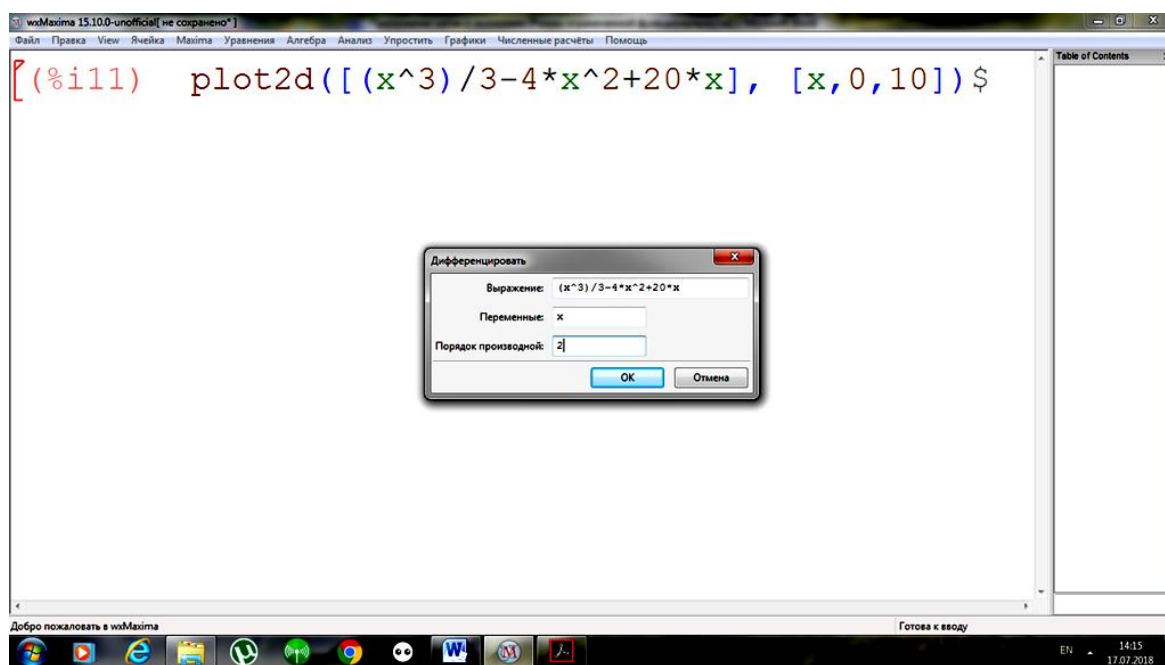 wxMaxima 15.10.0-unofficial[ не сохранено* ]
Файл Правка View Ячейка Maxima Уравнения Алгебра Анализ Упростить Графики Численные расчёты Помощь
(%i11) plot2d([(x^3)/3-4*x^2+20*x], [x,0,10])$
Table of Contents
Дифференцировать
Выражение: (x^3)/3-4*x^2+20*x
Переменные: x
Порядок производной: 2
OK Отмена
Добро пожаловать в wxMaxima
Готова к вводу
EN 14:15
17.07.2018